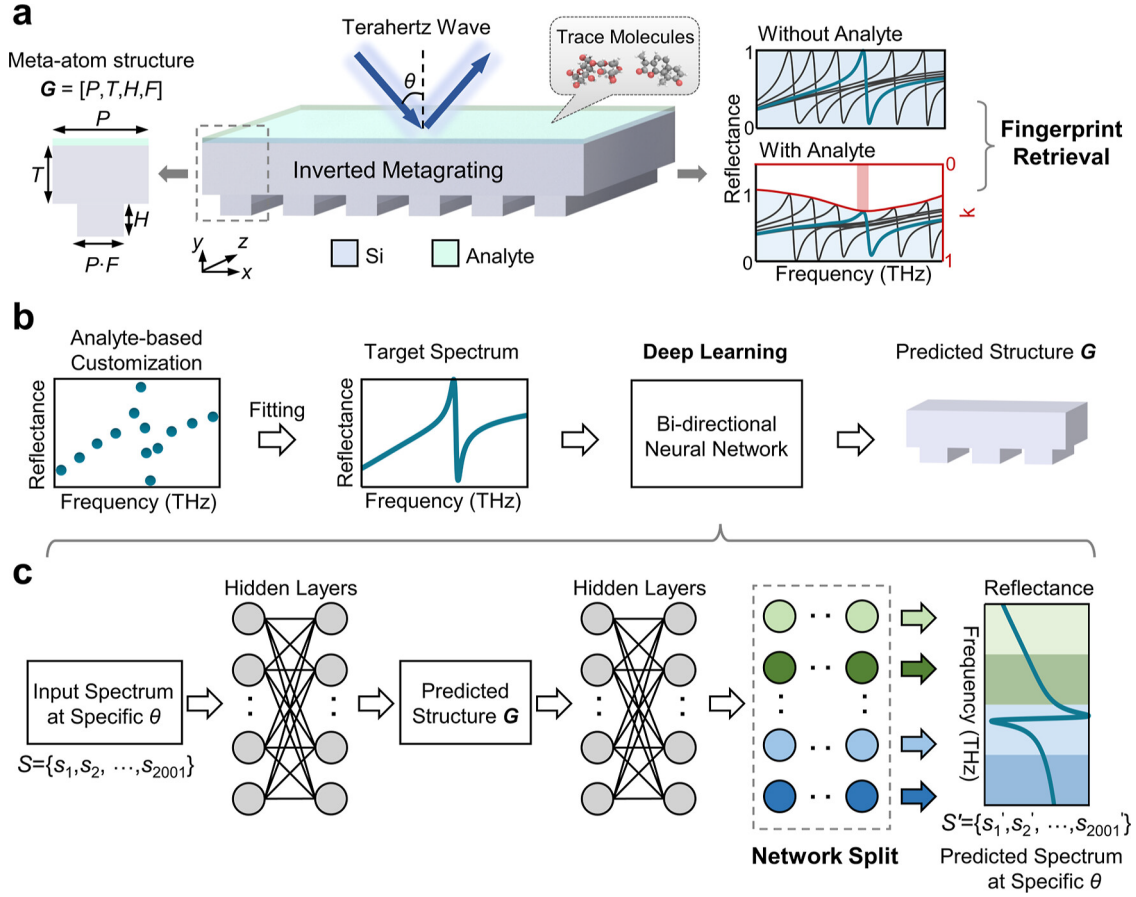 a
Meta-atom structure
G = [P,T,H,F]
P
T
H
P·F
Terahertz Wave
θ
Trace Molecules
Inverted Metagrating
y
z
x
Si
Analyte
Without Analyte
1
Reflectance
0
With Analyte
0
1
k
0
1
Reflectance
Frequency (THz)
Fingerprint
Retrieval
b
Analyte-based
Customization
Reflectance
Frequency (THz)
Fitting
Target Spectrum
Reflectance
Frequency (THz)
Deep Learning
Bi-directional
Neural Network
Predicted Structure G
c
Input Spectrum
at Specific θ
S={s1,s2, ···,s2001}
Hidden Layers
Predicted
Structure G
Hidden Layers
Network Split
Reflectance
Frequency (THz)
S'={s1',s2', ···,s2001'}
Predicted Spectrum
at Specific θ